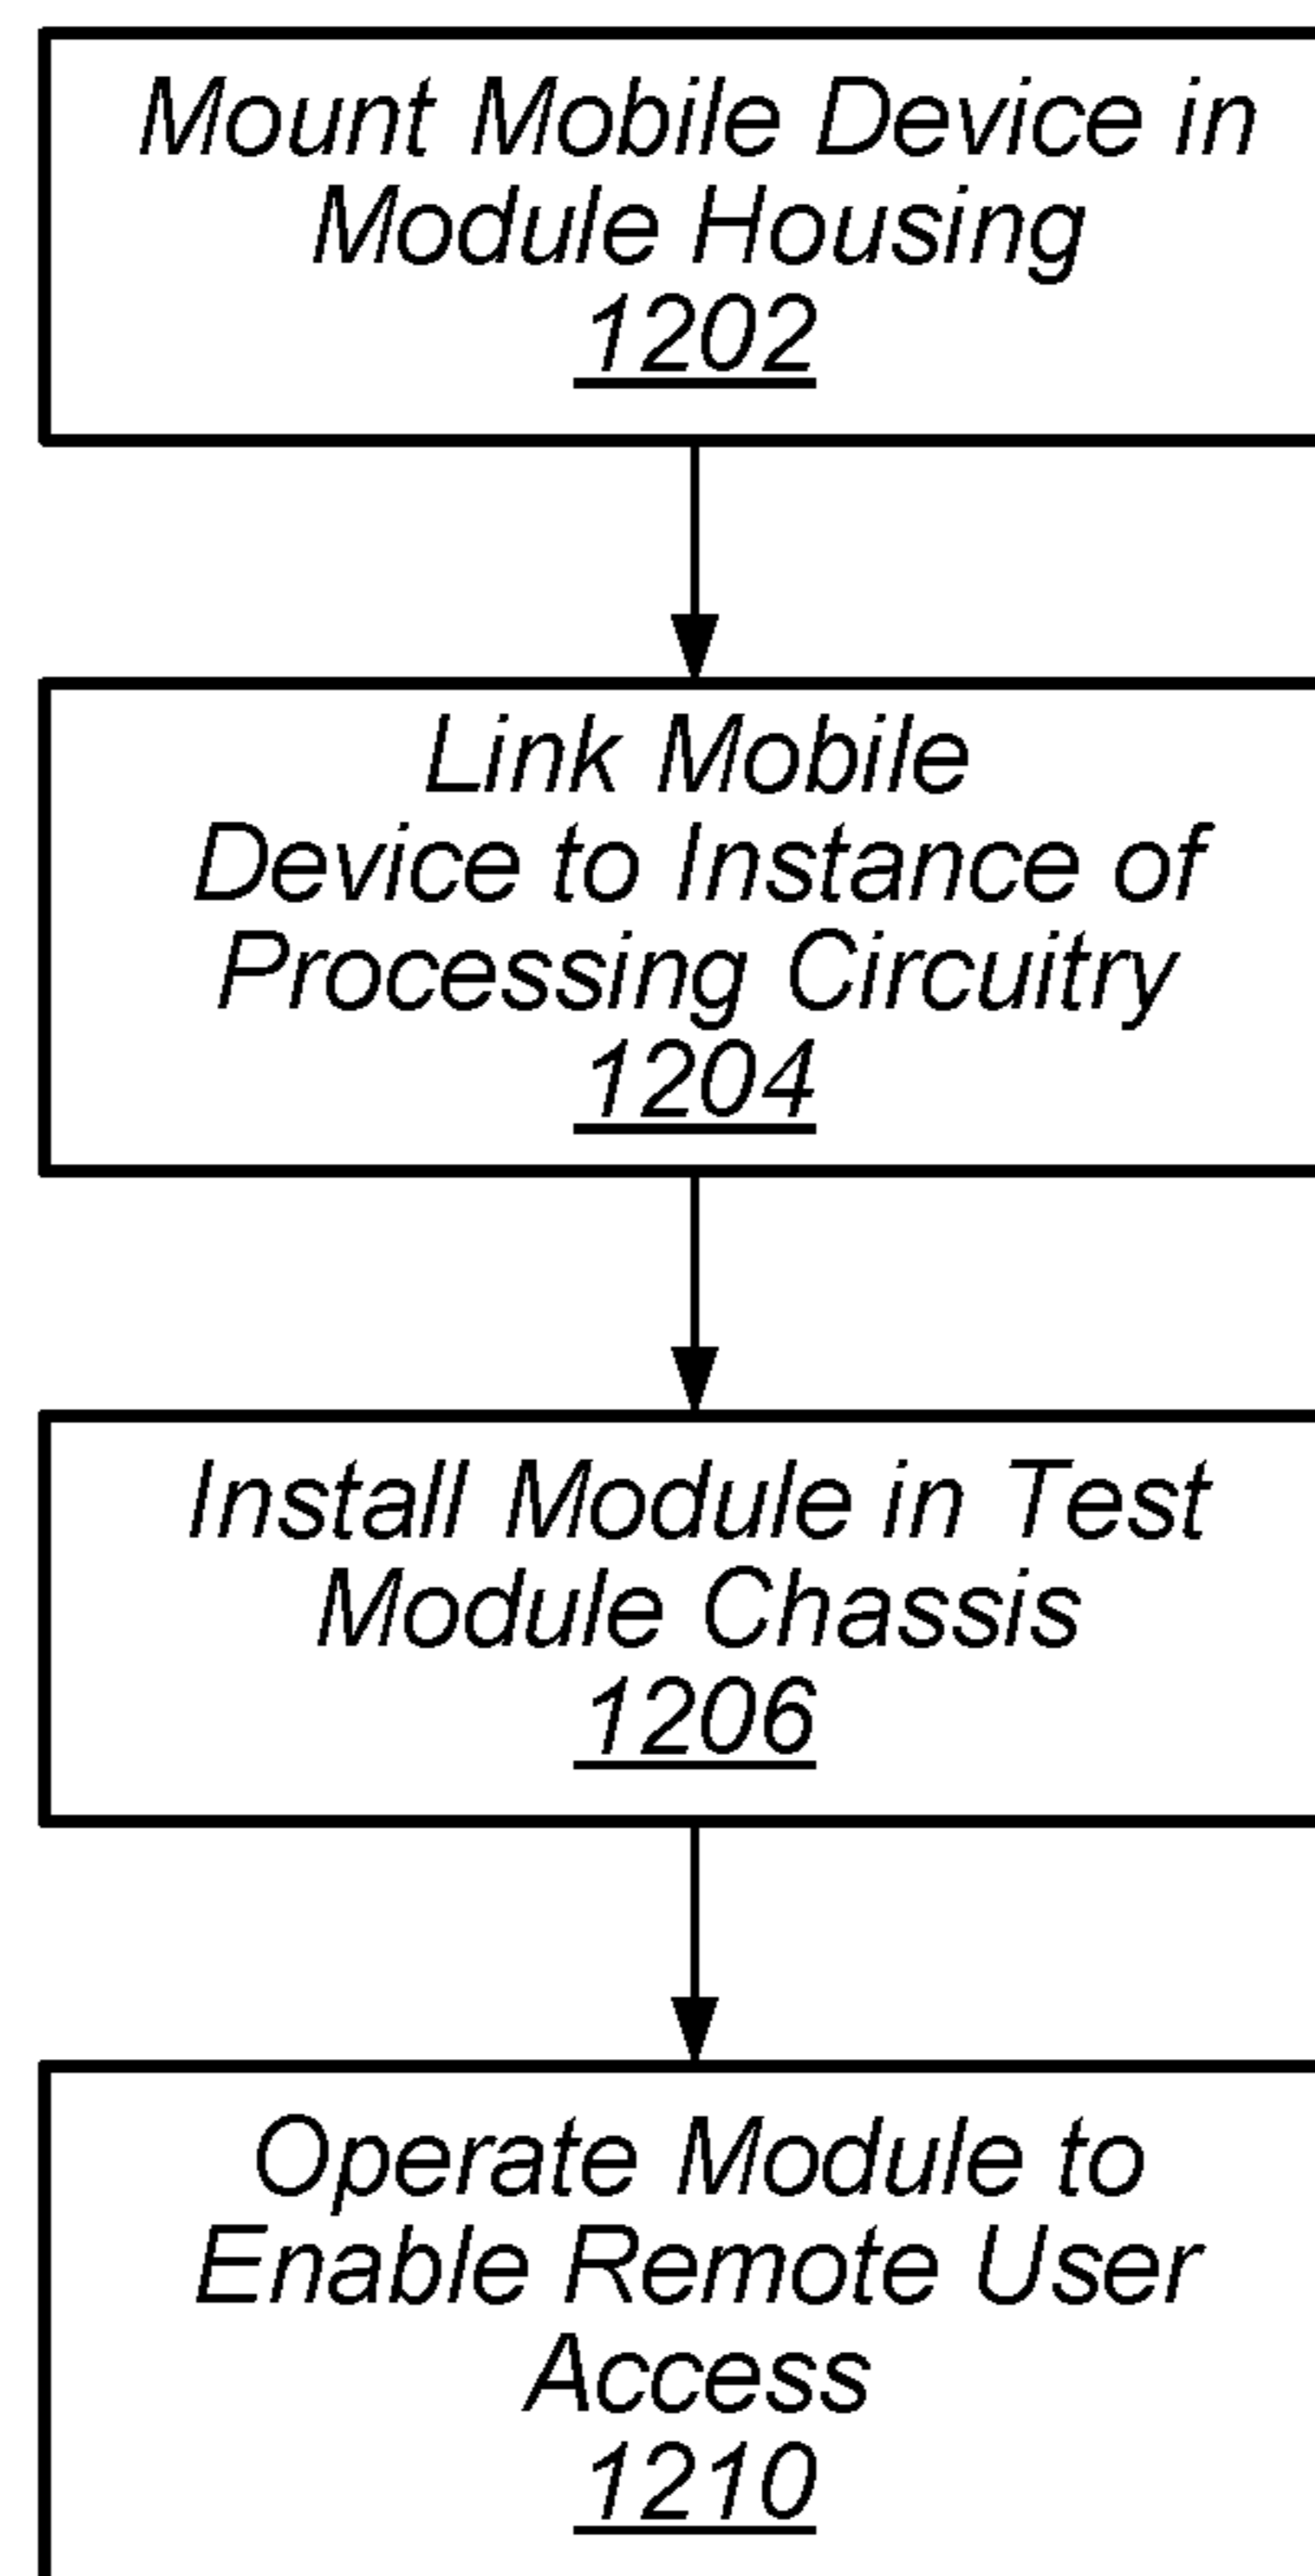 Mount Mobile Device in
Module Housing
1202
Link Mobile
Device to Instance of
Processing Circuitry
1204
Install Module in Test
Module Chassis
1206
Operate Module to
Enable Remote User
Access
1210